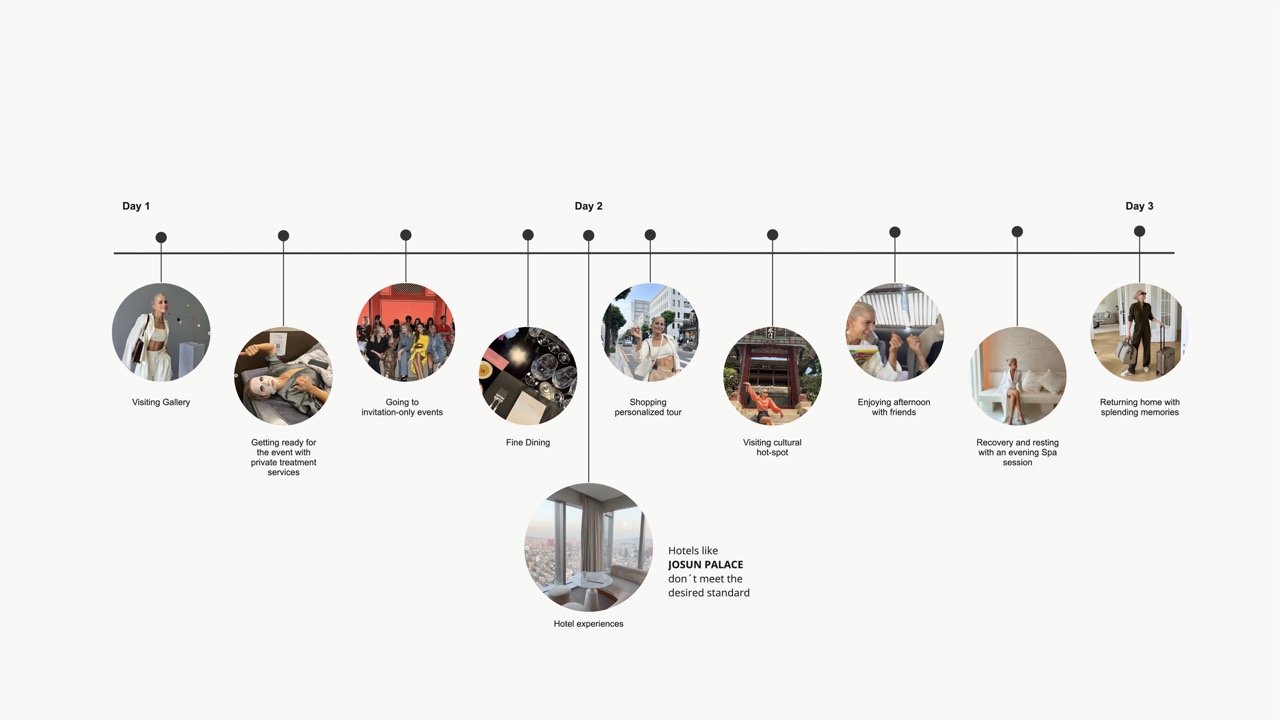 Day 1
Day 2
Day 3
Visiting Gallery
Getting ready for
the event with
private treatment
services
Going to
invitation-only events
Fine Dining
Shopping
personalized tour
Visiting cultural
hot-spot
Enjoying afternoon
with friends
Recovery and resting
with an evening Spa
session
Returning home with
splending memories
Hotels like
JOSUN PALACE
don´t meet the
desired standard
Hotel experiences